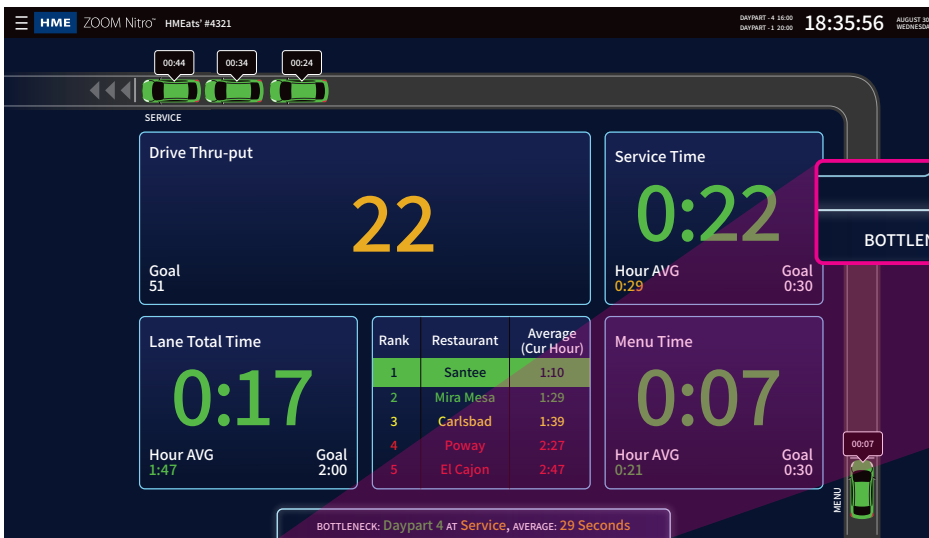 HME ZOOM Nitro™ HMEats' #4321
DAYPART - 4 16:00
DAYPART - 1 20:00
18:35:56
AUGUST 30
WEDNESDA
00:44 00:34 00:24
SERVICE
Drive Thru-put
22
Goal
51
Service Time
0:22
Hour AVG Goal
0:29 0:30
BOTTLEN
Lane Total Time
0:17
Hour AVG Goal
1:47 2:00
Rank Restaurant Average
(Cur Hour)
1 Santee 1:10
2 Mira Mesa 1:29
3 Carlsbad 1:39
4 Poway 2:27
5 El Cajon 2:47
Menu Time
0:07
Hour AVG Goal
0:21 0:30
00:07
MENU
BOTTLENECK: Daypart 4 AT Service, AVERAGE: 29 Seconds